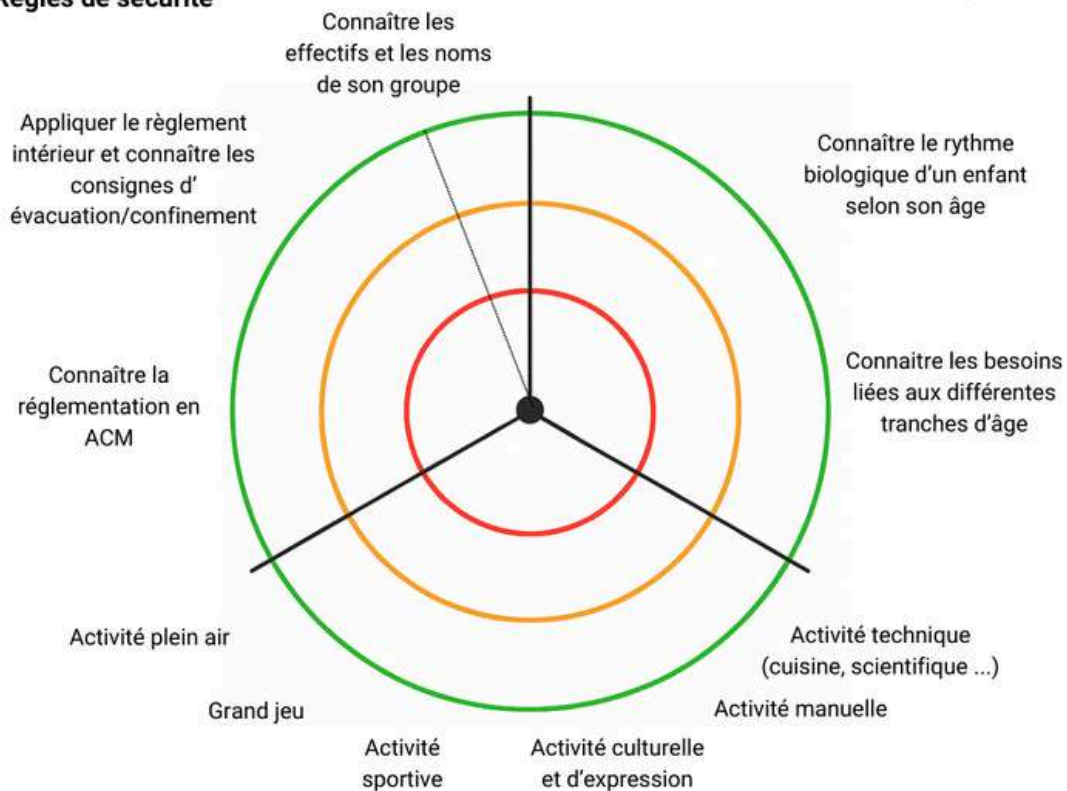 Règles de sécurité
Connaître les
effectifs et les noms
de son groupe
Appliquer le règlement
intérieur et connaître les
consignes d'
évacuation/confinement
Connaître le rythme
biologique d'un enfant
selon son âge
Connaître la
réglementation en
ACM
Connaitre les besoins
liées aux différentes
tranches d'âge
Activité plein air
Activité technique
(cuisine, scientifique ...)
Grand jeu
Activité manuelle
Activité
sportive
Activité culturelle
et d'expression